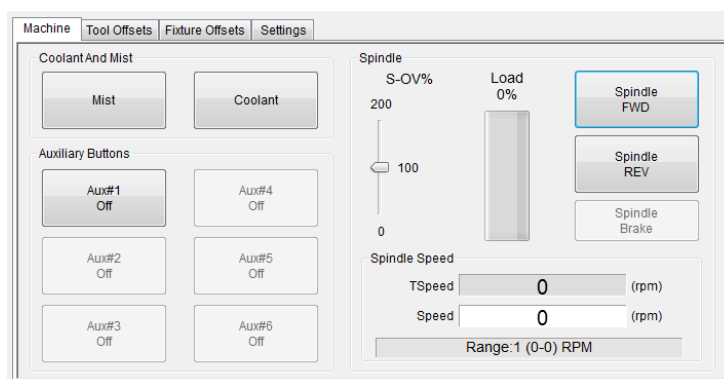 Machine Tool Offsets Fixture Offsets Settings
Coolant And Mist
Mist Coolant
Auxiliary Buttons
Aux#1
Off
Aux#4
Off
Aux#2
Off
Aux#5
Off
Aux#3
Off
Aux#6
Off
Spindle
S-OV%
200
100
0
Load
0%
Spindle
FWD
Spindle
REV
Spindle
Brake
Spindle Speed
TSpeed 0 (rpm)
Speed 0 (rpm)
Range:1 (0-0) RPM